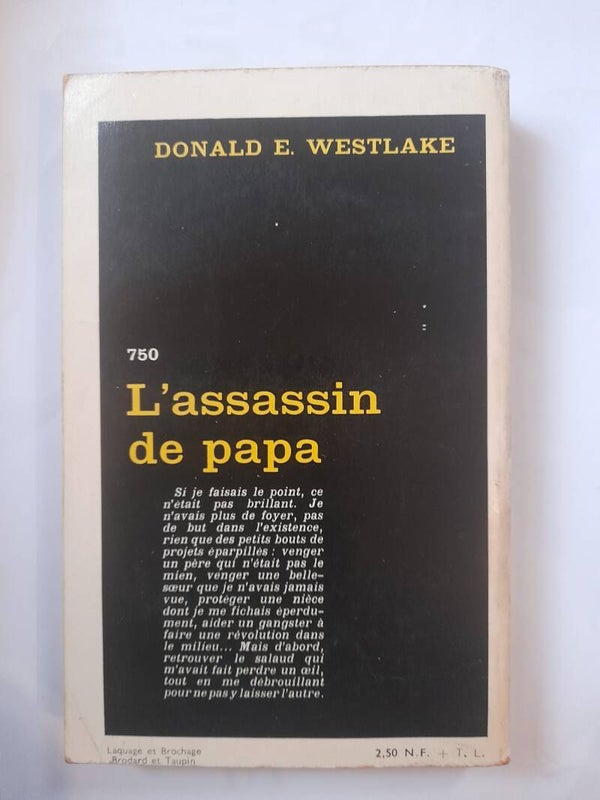 DONALD E. WESTLAKE
750
L'assassin
de papa
Si je faisais le point, ce
n'était pas brillant. Je
n'avais plus de foyer, pas
de but dans l'existence,
rien que des petits bouts de
projets éparpillés : venger
un père qui n'était pas le
mien, venger une belle-
sœur que je n'avais jamais
vue, protéger une nièce
dont je me fichais éperdu-
ment, aider un gangster à
faire une révolution dans
le milieu... Mais d'abord,
retrouver le salaud qui
m'avait fait perdre un œil,
tout en me débrouillant
pour ne pas y laisser l'autre.
Laquage et Brochage
Brodard et Taupin
2,50 N.F. + T. L.